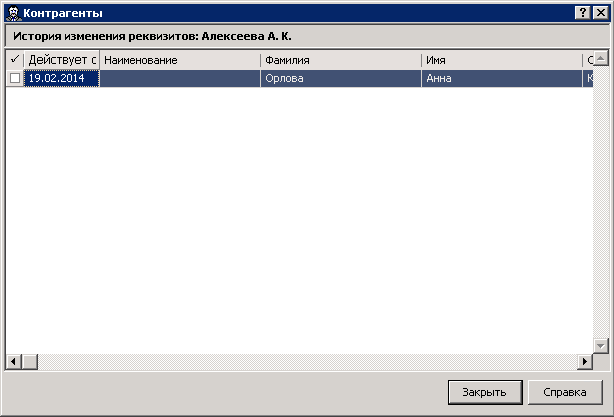 Контрагенты
История изменения реквизитов: Алексеева А. К.
Действует с Наименование Фамилия Имя
19.02.2014 Орлова Анна
Закрыть Справка